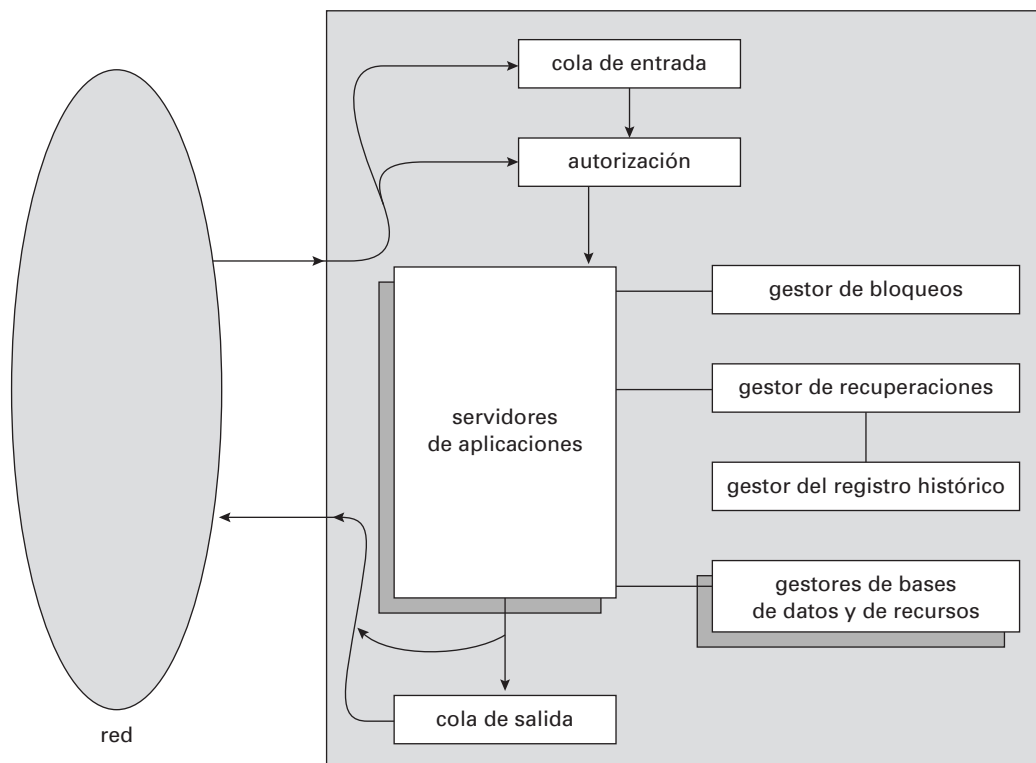 cola de entrada
autorización
gestor de bloqueos
gestor de recuperaciones
servidores
de aplicaciones
gestor del registro histórico
gestores de bases
de datos y de recursos
cola de salida
red